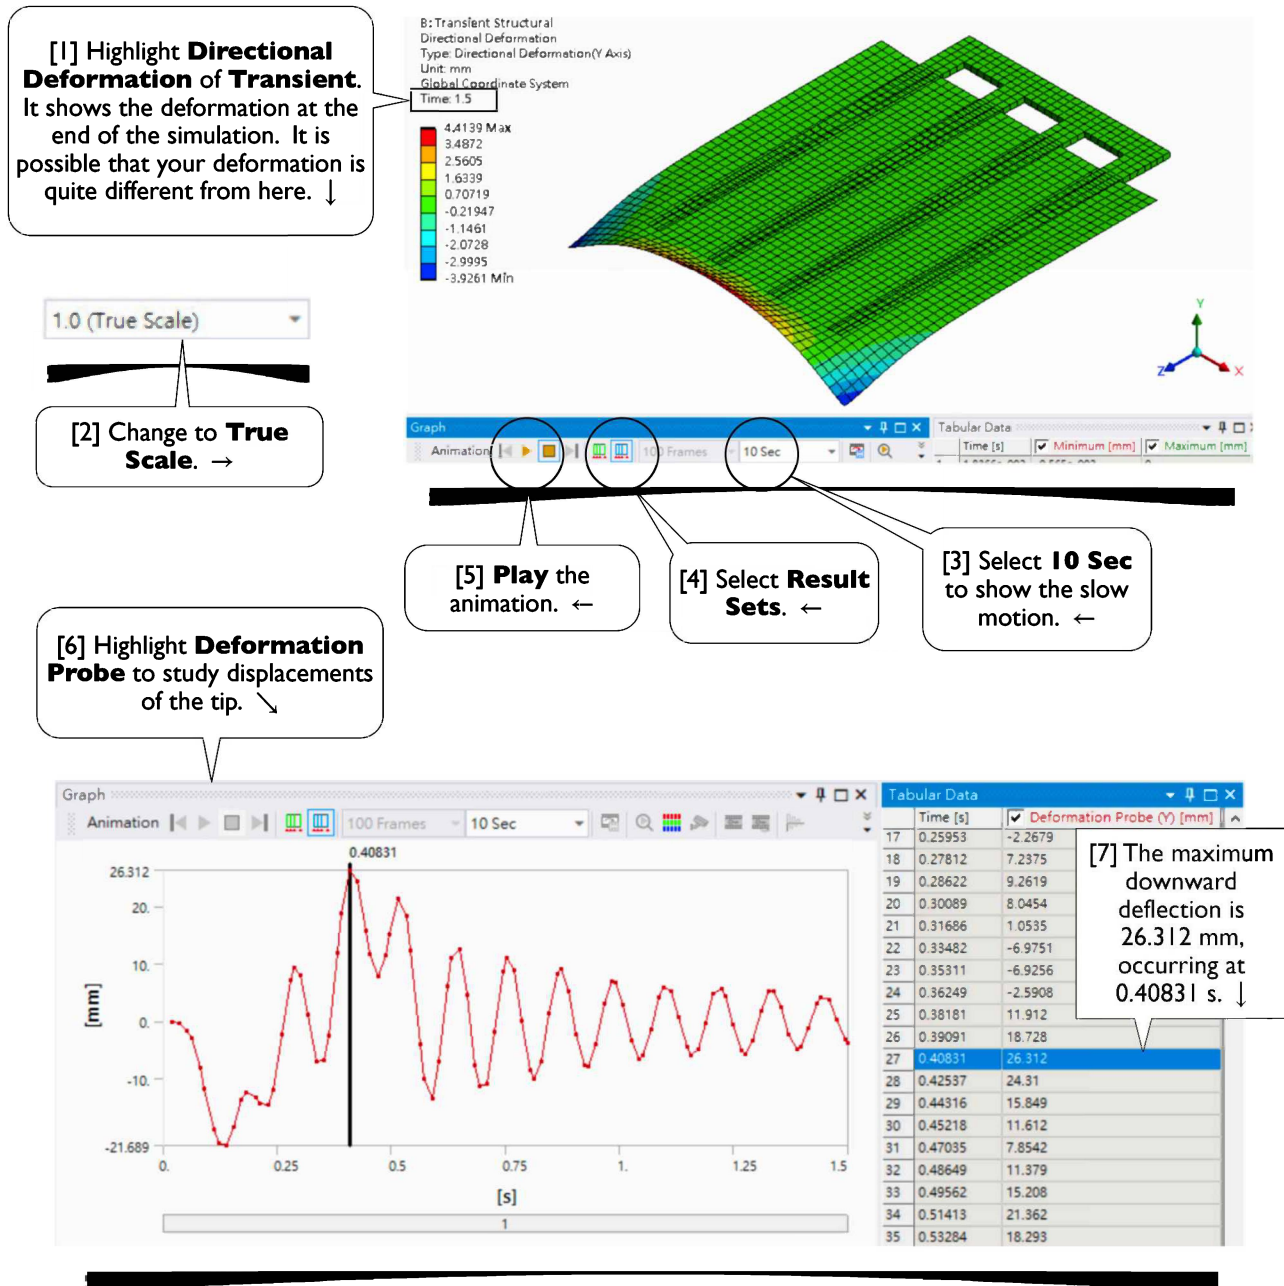 [1] Highlight Directional
Deformation of Transient.
It shows the deformation at the
end of the simulation. It is
possible that your deformation is
quite different from here. ↓
B: Transient Structural
Directional Deformation
Type: Directional Deformation(Y Axis)
Unit: mm
Global Coordinate System
Time: 1.5
4.4139 Max
3.4872
2.5605
1.6339
0.70719
-0.21947
-1.1461
-2.0728
-2.9995
-3.9261 Min
Y
Z
X
1.0 (True Scale)
[2] Change to True
Scale. →
Graph
Animation
100 Frames
10 Sec
Tabular Data
Time [s]
Minimum [mm]
Maximum [mm]
[5] Play the
animation. ←
[4] Select Result
Sets. ←
[3] Select 10 Sec
to show the slow
motion. ←
[6] Highlight Deformation
Probe to study displacements
of the tip. ↘
Graph
Animation
100 Frames
10 Sec
0.40831
26.312
20.
10.
0.
-10.
-21.689
[mm]
0.
0.25
0.5
0.75
1.
1.25
1.5
[s]
1
Tabular Data
Time [s] Deformation Probe (Y) [mm]
17 0.25953 -2.2679
18 0.27812 7.2375
19 0.28622 9.2619
20 0.30089 8.0454
21 0.31686 1.0535
22 0.33482 -6.9751
23 0.35311 -6.9256
24 0.36249 -2.5908
25 0.38181 11.912
26 0.39091 18.728
27 0.40831 26.312
28 0.42537 24.31
29 0.44316 15.849
30 0.45218 11.612
31 0.47035 7.8542
32 0.48649 11.379
33 0.49562 15.208
34 0.51413 21.362
35 0.53284 18.293
[7] The maximum
downward
deflection is
26.312 mm,
occurring at
0.40831 s. ↓